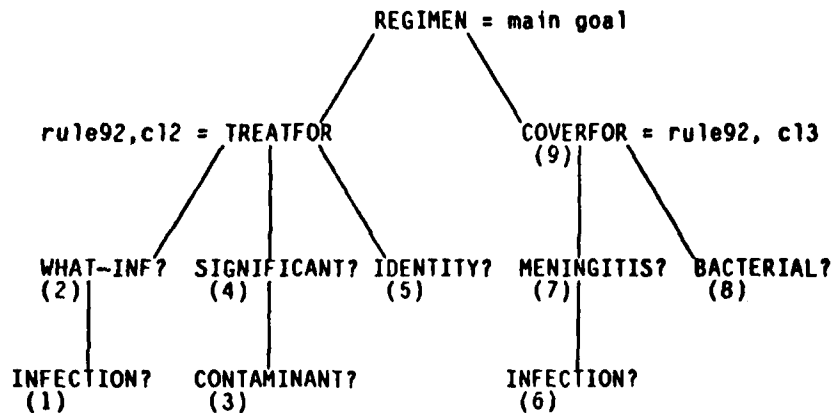 REGIMEN = main goal
rule92,cl2 = TREATFOR COVERFOR = rule92, cl3
(9)
WHAT-INF? SIGNIFICANT? IDENTITY? MENINGITIS? BACTERIAL?
(2) (4) (5) (7) (8)
INFECTION? CONTAMINANT? INFECTION?
(1) (3) (6)